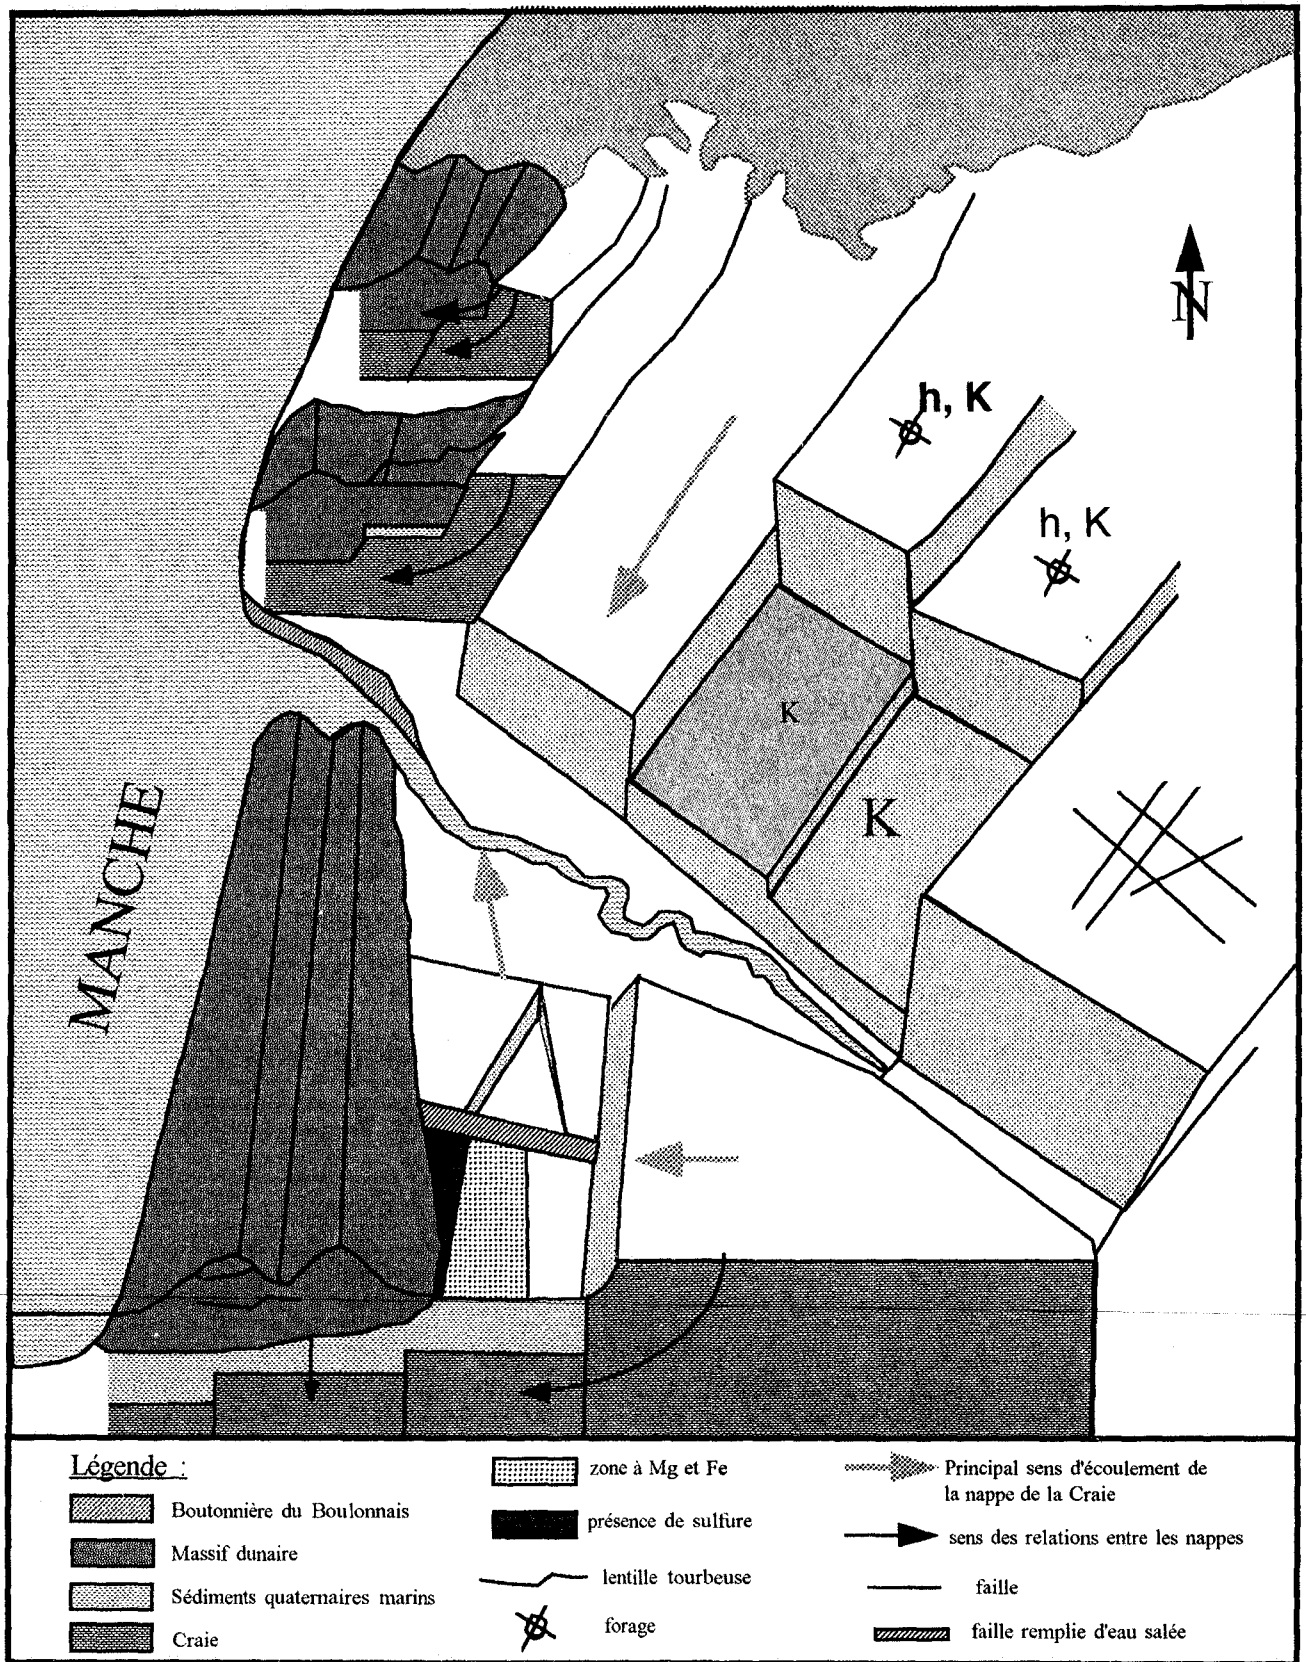 N
h, K
h, K
K
K
MANCHE
Légende :
Boutonnière du Boulonnais
Massif dunaire
Sédiments quaternaires marins
Craie
zone à Mg et Fe
présence de sulfure
lentille tourbeuse
forage
Principal sens d'écoulement de
la nappe de la Craie
sens des relations entre les nappes
faille
faille remplie d'eau salée